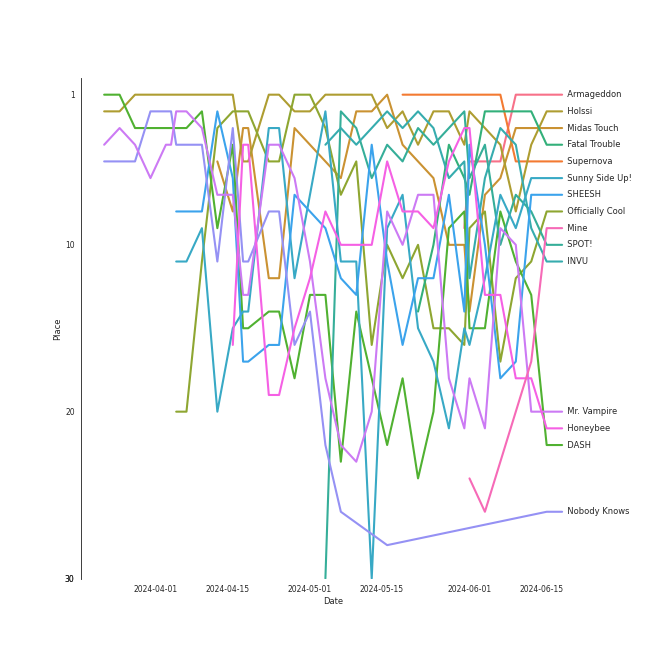 1
10
20
30
Place
2024-04-01
2024-04-15
2024-05-01
2024-05-15
2024-06-01
2024-06-15
Date
Armageddon
Holssi
Midas Touch
Fatal Trouble
Supernova
Sunny Side Up!
SHEESH
Officially Cool
Mine
SPOT!
INVU
Mr. Vampire
Honeybee
DASH
Nobody Knows